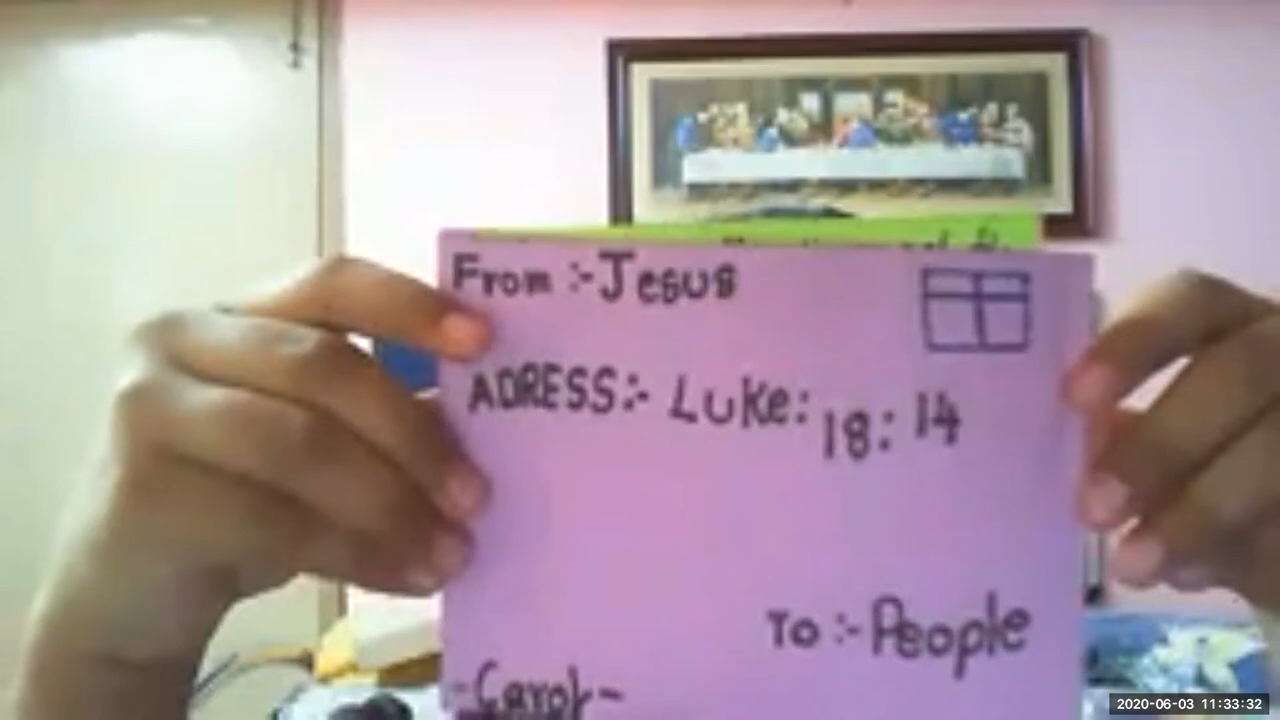 From :- Jesus
ADRESS:- Luke: 18: 14
To :- People
-Carol-
2020-06-03 11:33:32